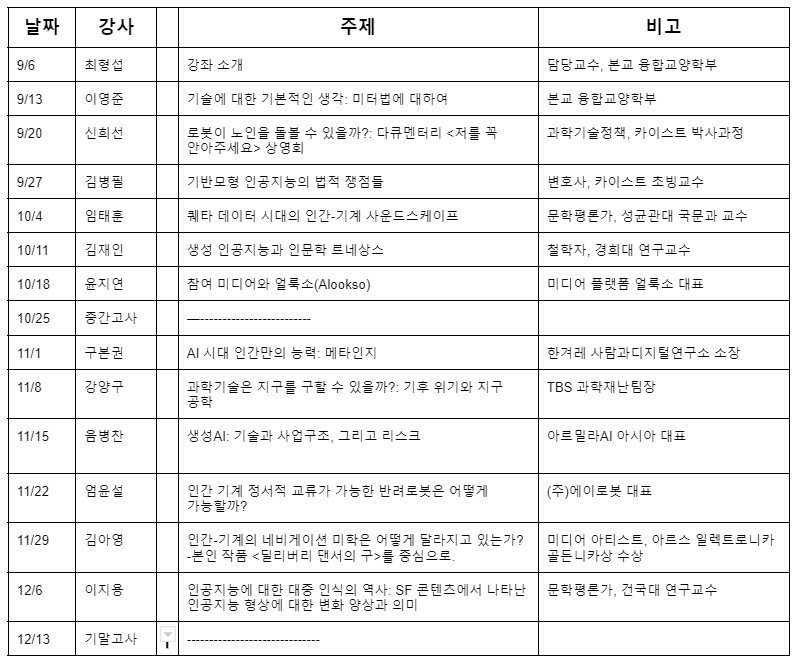 날짜 강사 주제 비고
9/6 최형섭 강좌 소개 담당교수, 본교 융합교양학부
9/13 이영준 기술에 대한 기본적인 생각: 미터법에 대하여 본교 융합교양학부
9/20 신희선 로봇이 노인을 돌볼 수 있을까?: 다큐멘터리 <저를 꼭 과학기술정책, 카이스트 박사과정
안아주세요> 상영회
9/27 김병필 기반모형 인공지능의 법적 쟁점들 변호사, 카이스트 초빙교수
10/4 임태훈 퀘타 데이터 시대의 인간-기계 사운드스케이프 문학평론가, 성균관대 국문과 교수
10/11 김재인 생성 인공지능과 인문학 르네상스 철학자, 경희대 연구교수
10/18 윤지연 참여 미디어와 얼룩소(Alookso) 미디어 플랫폼 얼룩소 대표
10/25 중간고사 —-------------------------
11/1 구본권 AI 시대 인간만의 능력: 메타인지 한겨레 사람과디지털연구소 소장
11/8 강양구 과학기술은 지구를 구할 수 있을까?: 기후 위기와 지구 TBS 과학재난팀장
공학
11/15 음병찬 생성AI: 기술과 사업구조, 그리고 리스크 아르밀라AI 아시아 대표
11/22 엄윤설 인간 기계 정서적 교류가 가능한 반려로봇은 어떻게 (주)에이로봇 대표
가능할까?
11/29 김아영 인간-기계의 네비게이션 미학은 어떻게 달라지고 있는가? 미디어 아티스트, 아르스 일렉트로니카
-본인 작품 <딜리버리 댄서의 구>를 중심으로. 골든니카상 수상
12/6 이지용 인공지능에 대한 대중 인식의 역사: SF 콘텐츠에서 나타난 문학평론가, 건국대 연구교수
인공지능 형상에 대한 변화 양상과 의미
12/13 기말고사 ------------------------------